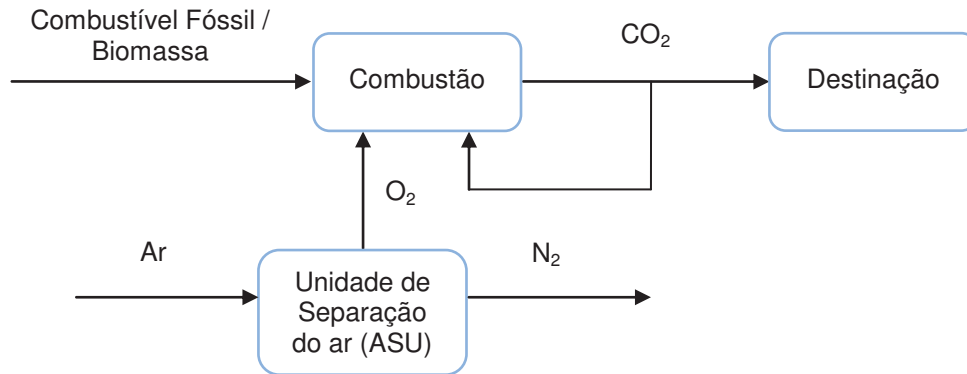 Combustível Fóssil /
Biomassa
CO₂
Combustão
Destinação
O₂
Ar
N₂
Unidade de
Separação
do ar (ASU)